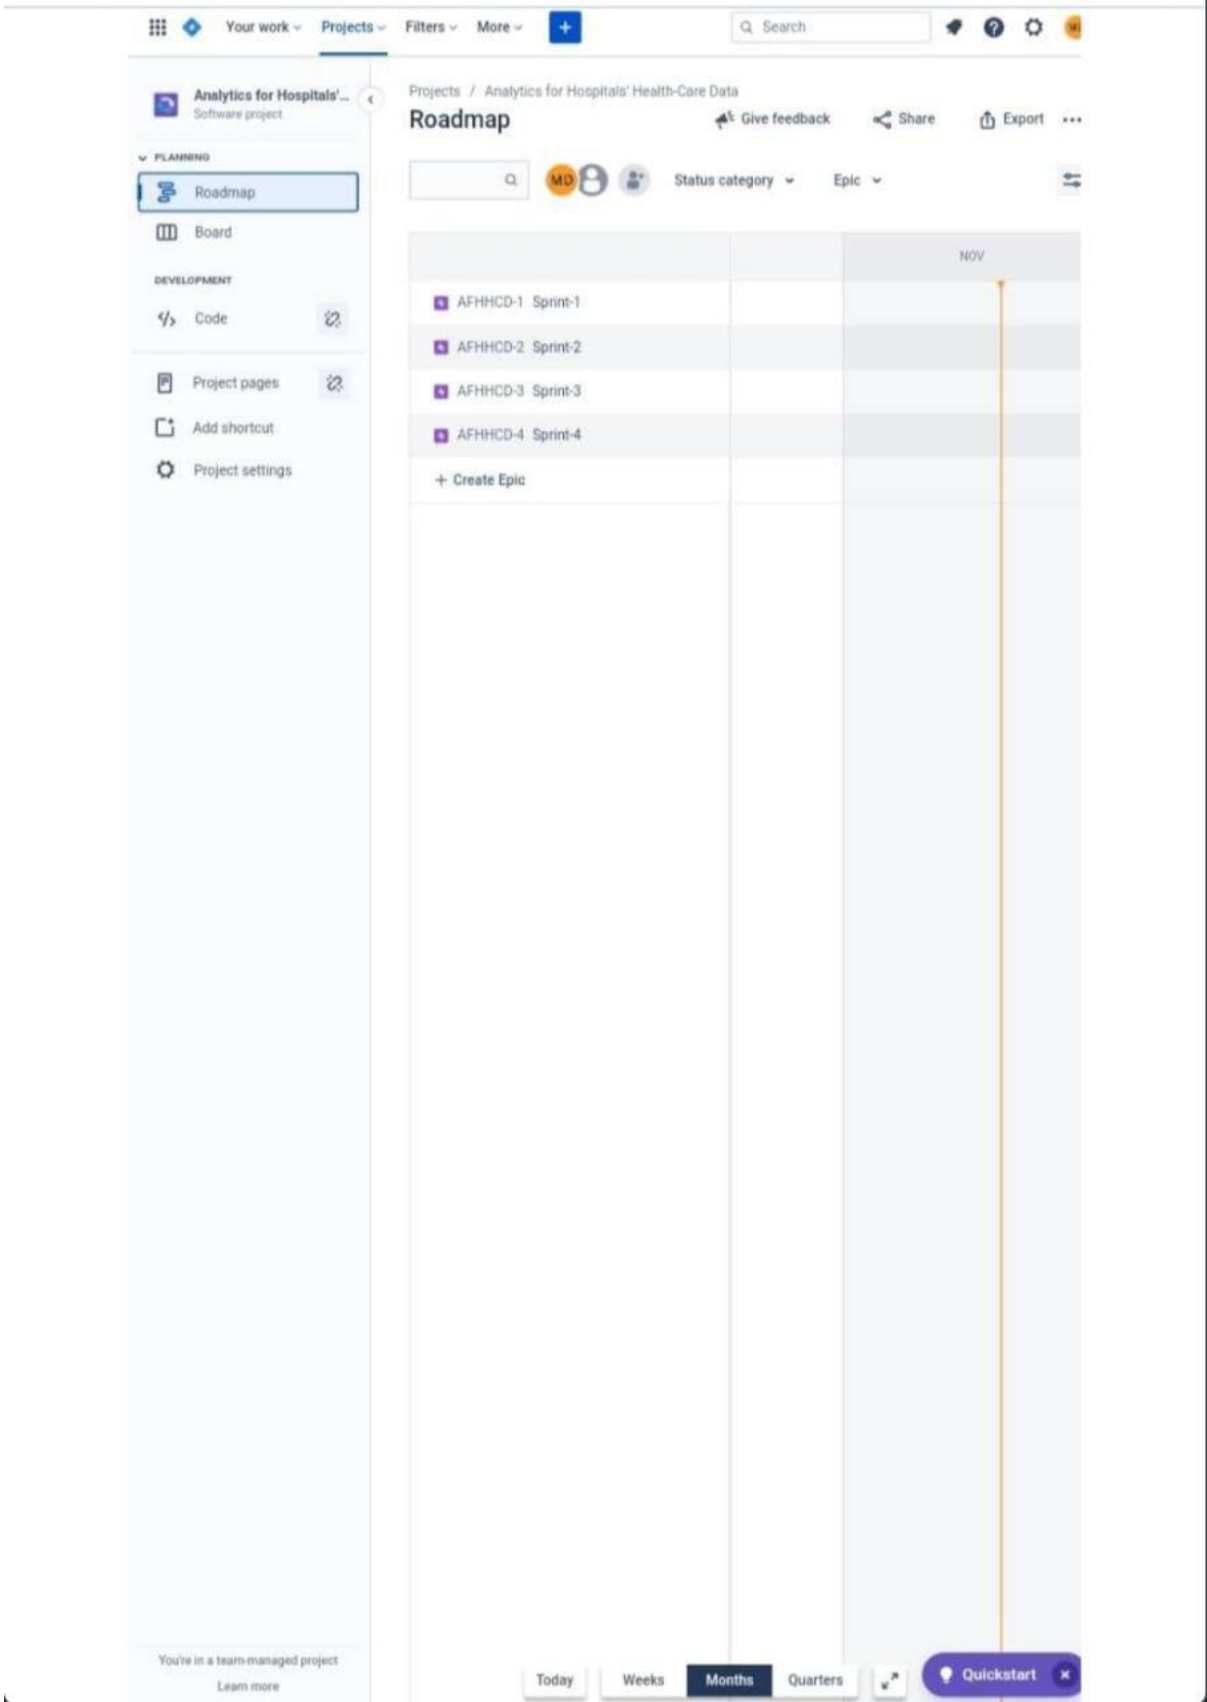 Your work Projects Filters More + Search
Analytics for Hospitals'...
Software project
PLANNING
Roadmap
Board
DEVELOPMENT
Code
Project pages
Add shortcut
Project settings
You're in a team-managed project
Learn more
Projects / Analytics for Hospitals' Health-Care Data
Roadmap Give feedback Share Export
MD Status category Epic
NOV
AFHHCD-1 Sprint-1
AFHHCD-2 Sprint-2
AFHHCD-3 Sprint-3
AFHHCD-4 Sprint-4
+ Create Epic
Today Weeks Months Quarters Quickstart